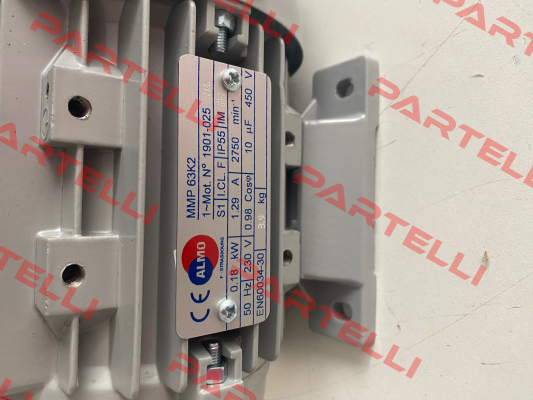 MMP 63K2
1~Mot. N° 1901-025
S1 I.CL. F IP55 IM
0.18 kW 1.29 A 2750 min⁻¹
50 Hz 230 V 0.98 Cosφ 10 µF 450 V
EN60034-30 3.9 kg
CE ALMO
F - STRASBOURG
PARTELLI
PARTELLI
PARTELLI
PARTELLI
PARTELLI
PARTELLI